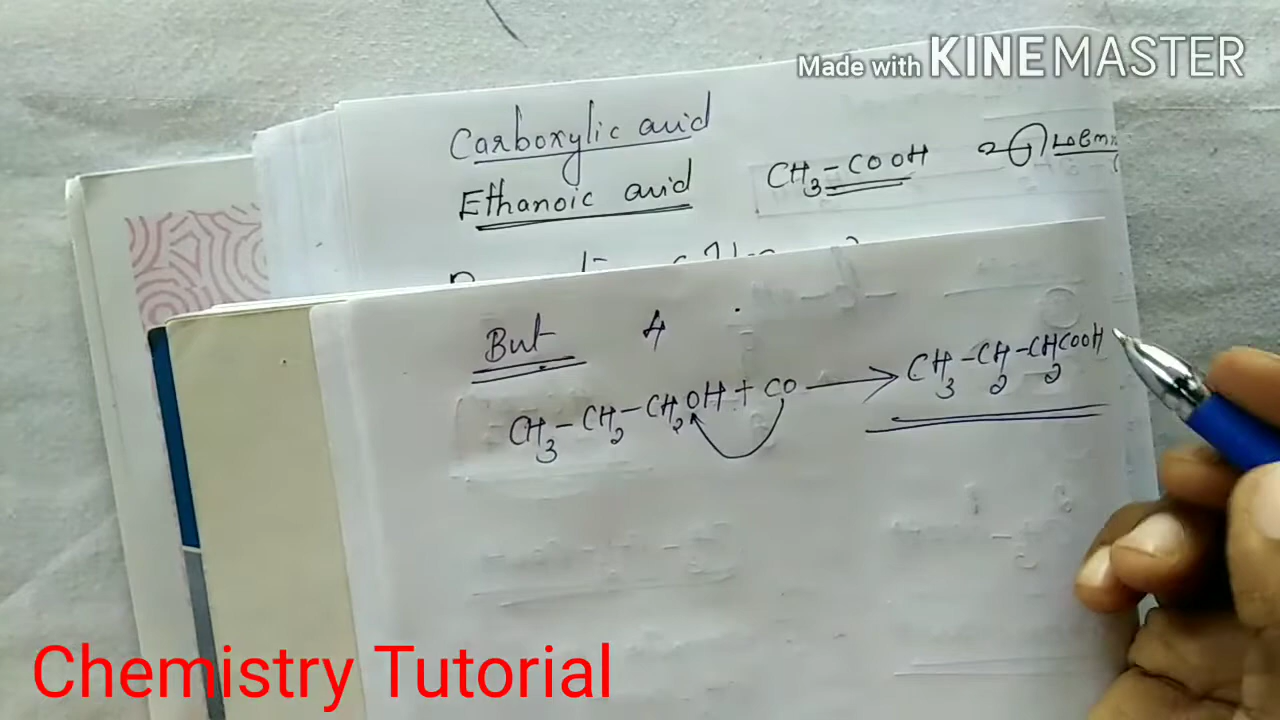 Made with KINEMASTER
Carboxylic acid
Ethanoic acid
CH3-COOH
But 4
CH3-CH2-CH2OH + CO → CH3-CH2-CH2COOH
Chemistry Tutorial